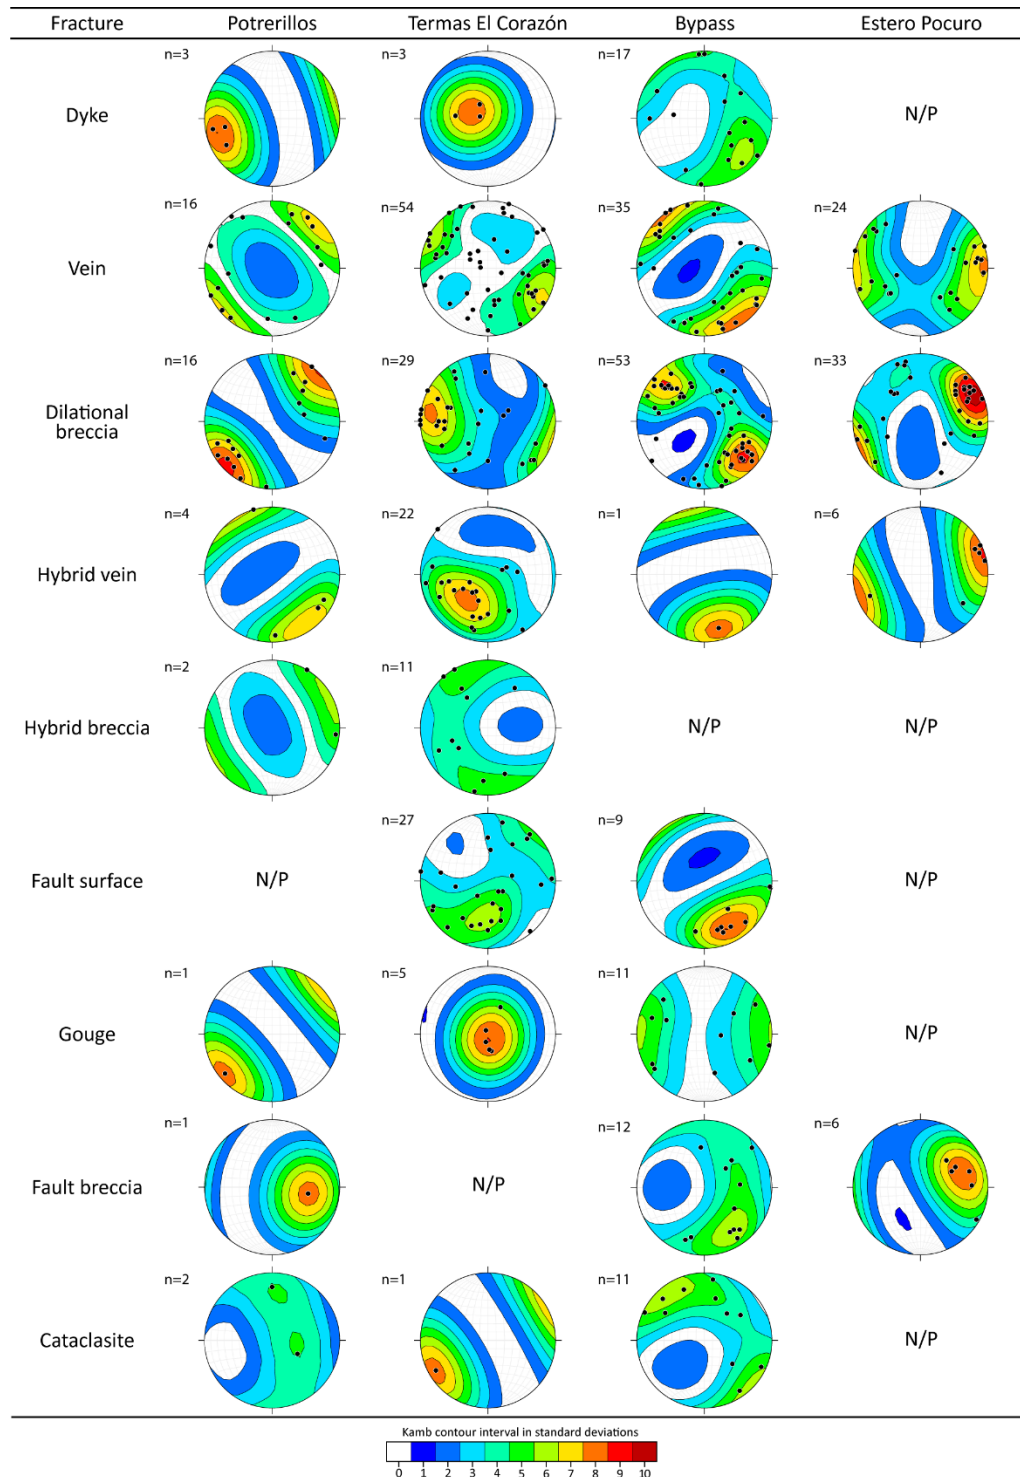 Fracture Potrerillos Termas El Corazón Bypass Estero Pocuro
n=3 n=3 n=17
Dyke N/P
n=16 n=54 n=35 n=24
Vein
n=16 n=29 n=53 n=33
Dilational
breccia
n=4 n=22 n=1 n=6
Hybrid vein
n=2 n=11
Hybrid breccia N/P N/P
n=27 n=9
Fault surface N/P N/P
n=1 n=5 n=11
Gouge N/P
n=1 n=12 n=6
Fault breccia N/P
n=2 n=1 n=11
Cataclasite N/P
Kamb contour interval in standard deviations
0 1 2 3 4 5 6 7 8 9 10